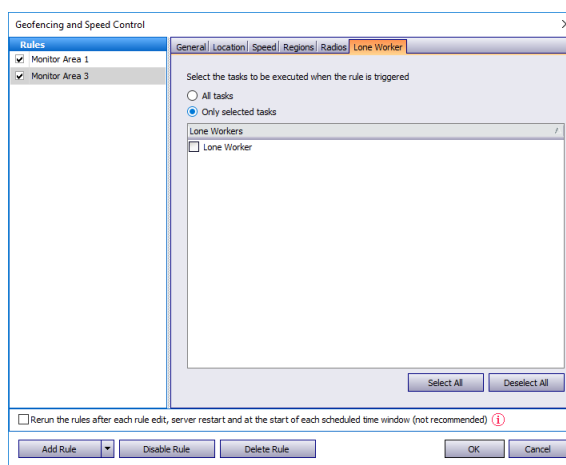 Geofencing and Speed Control
Rules
Monitor Area 1
Monitor Area 3
General Location Speed Regions Radios Lone Worker
Select the tasks to be executed when the rule is triggered
All tasks
Only selected tasks
Lone Workers /
Lone Worker
Select All Deselect All
Rerun the rules after each rule edit, server restart and at the start of each scheduled time window (not recommended) i
Add Rule Disable Rule Delete Rule OK Cancel